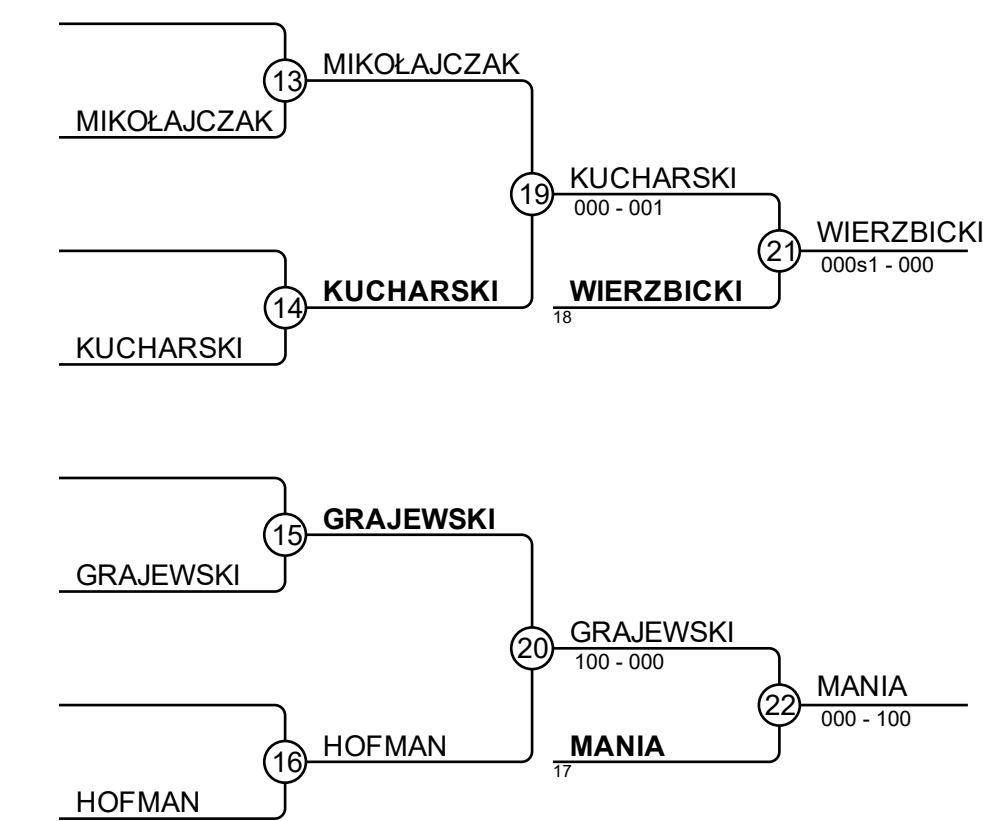 MIKOŁAJCZAK
13
MIKOŁAJCZAK
KUCHARSKI
19
000 - 001
WIERZBICKI
21
000s1 - 000
KUCHARSKI
WIERZBICKI
14
18
KUCHARSKI
GRAJEWSKI
15
GRAJEWSKI
GRAJEWSKI
20
100 - 000
MANIA
22
000 - 100
HOFMAN
MANIA
16
17
HOFMAN